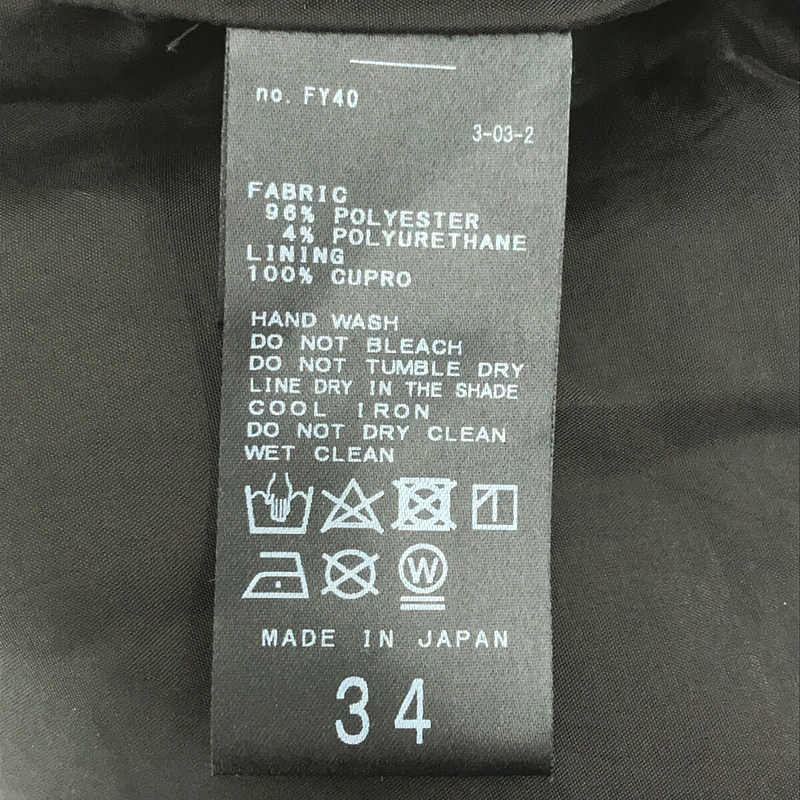 no. FY40
3-03-2
FABRIC
96% POLYESTER
4% POLYURETHANE
LINING
100% CUPRO
HAND WASH
DO NOT BLEACH
DO NOT TUMBLE DRY
LINE DRY IN THE SHADE
COOL IRON
DO NOT DRY CLEAN
WET CLEAN
W
MADE IN JAPAN
34